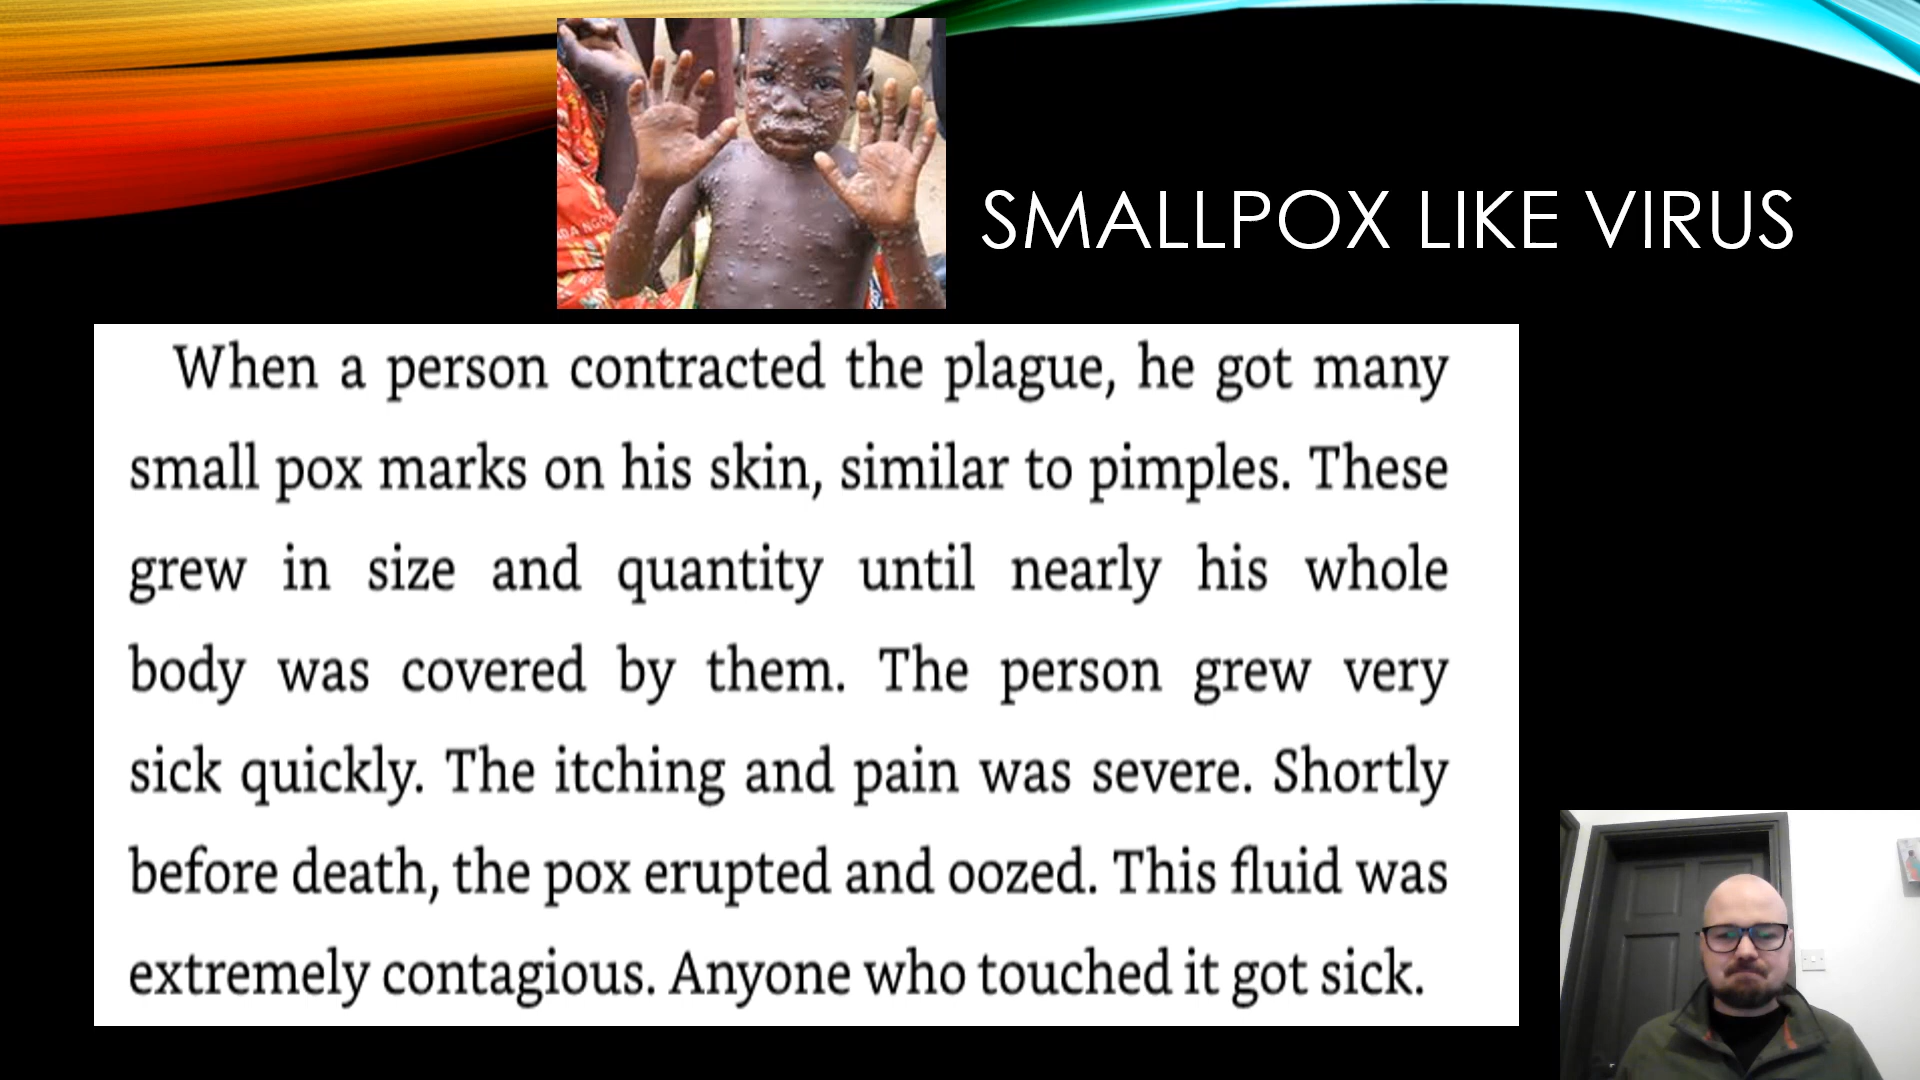 SMALLPOX LIKE VIRUS
When a person contracted the plague, he got many
small pox marks on his skin, similar to pimples. These
grew in size and quantity until nearly his whole
body was covered by them. The person grew very
sick quickly. The itching and pain was severe. Shortly
before death, the pox erupted and oozed. This fluid was
extremely contagious. Anyone who touched it got sick.